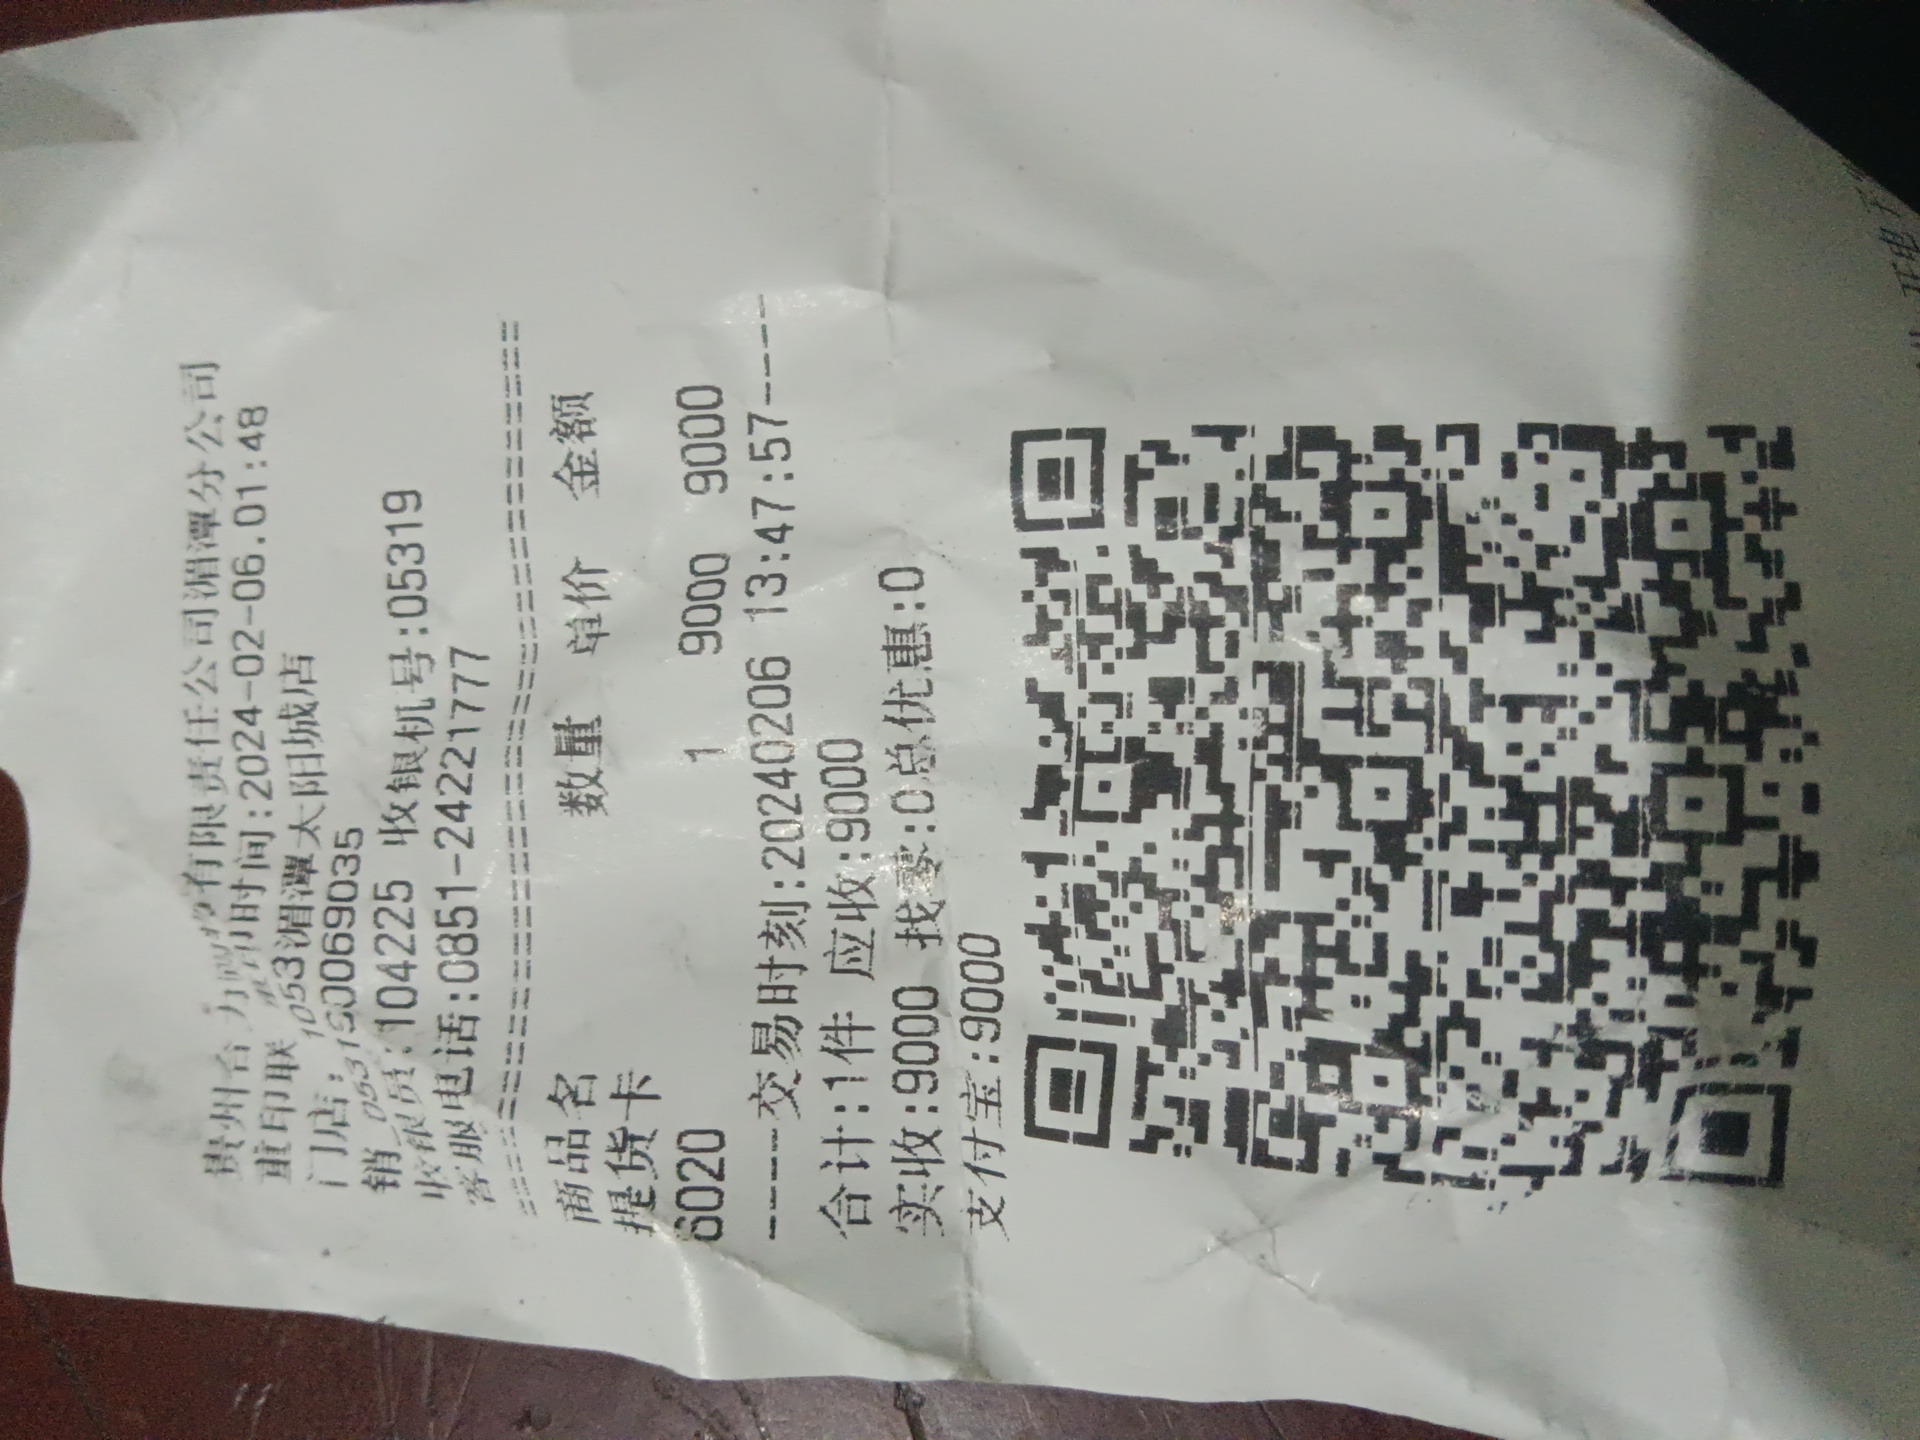 贵州合力 有限责任公司湄潭分公司
重印联 重印时间:2024-02-06.01:48
门店: 1053湄潭太阳城店
销 0531900069035
收银员:104225 收银机号:05319
客服电话:0851-24221777
商品名 数量 单价 金额
提货卡
6020 1 9000 9000
-----交易时刻:20240206 13:47:57-----
合计:1件 应收:9000
实收:9000 找零:0总优惠:0
支付宝:9000
开电子